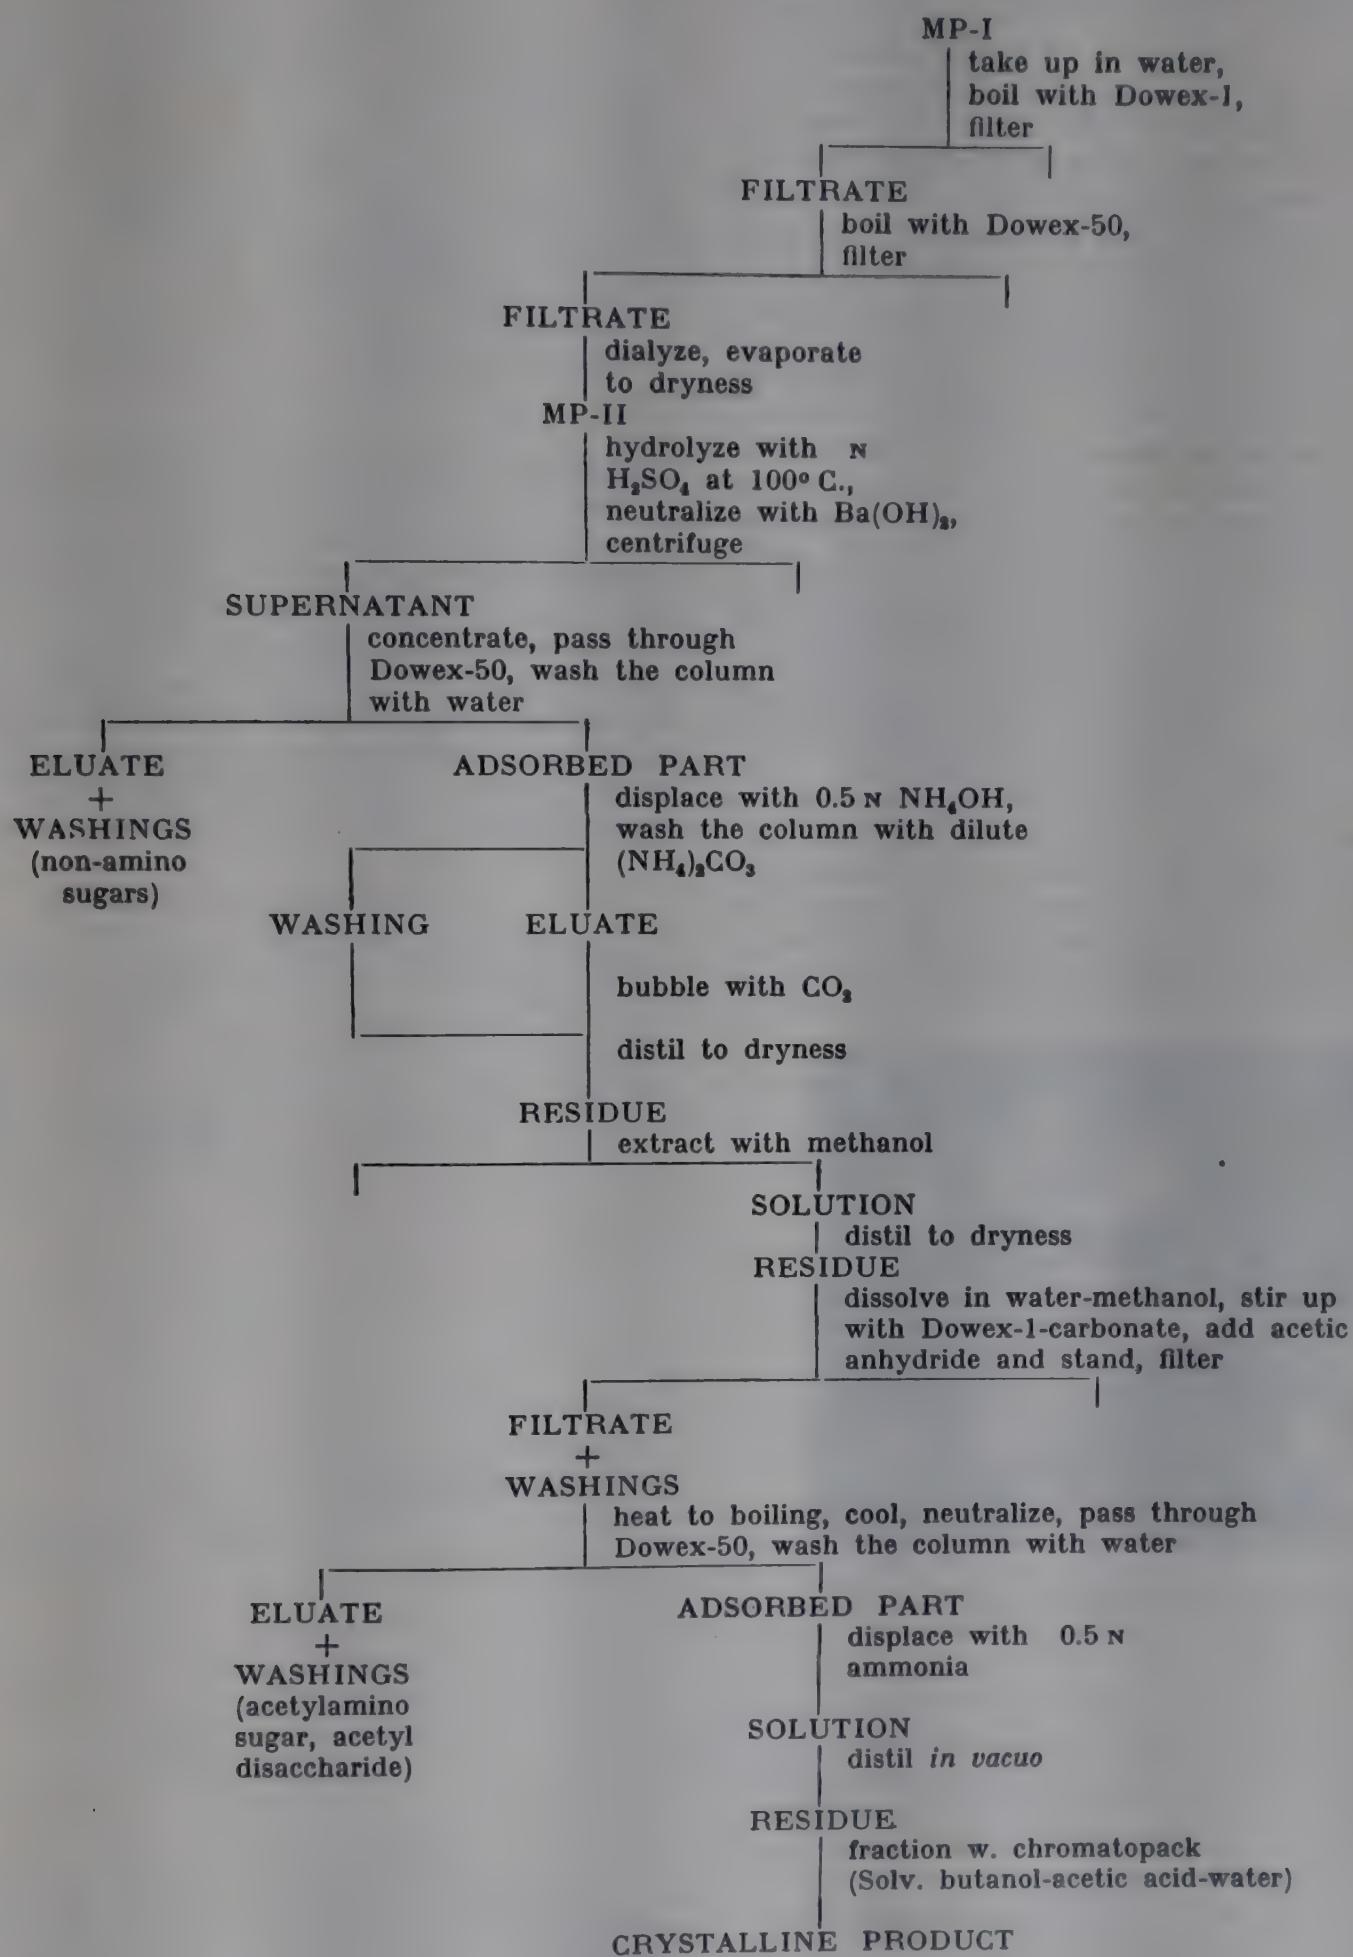 MP-I
take up in water,
boil with Dowex-1,
filter
FILTRATE
boil with Dowex-50,
filter
FILTRATE
dialyze, evaporate
to dryness
MP-II
hydrolyze with N
H₂SO₄ at 100° C.,
neutralize with Ba(OH)₂,
centrifuge
SUPERNATANT
concentrate, pass through
Dowex-50, wash the column
with water
ELUATE
+
WASHINGS
(non-amino
sugars)
ADSORBED PART
displace with 0.5 N NH₄OH,
wash the column with dilute
(NH₄)₂CO₃
WASHING
ELUATE
bubble with CO₂
distil to dryness
RESIDUE
extract with methanol
SOLUTION
distil to dryness
RESIDUE
dissolve in water-methanol, stir up
with Dowex-1-carbonate, add acetic
anhydride and stand, filter
FILTRATE
+
WASHINGS
heat to boiling, cool, neutralize, pass through
Dowex-50, wash the column with water
ELUATE
+
WASHINGS
(acetylamino
sugar, acetyl
disaccharide)
ADSORBED PART
displace with 0.5 N
ammonia
SOLUTION
distil in vacuo
RESIDUE
fraction w. chromatopack
(Solv. butanol-acetic acid-water)
CRYSTALLINE PRODUCT